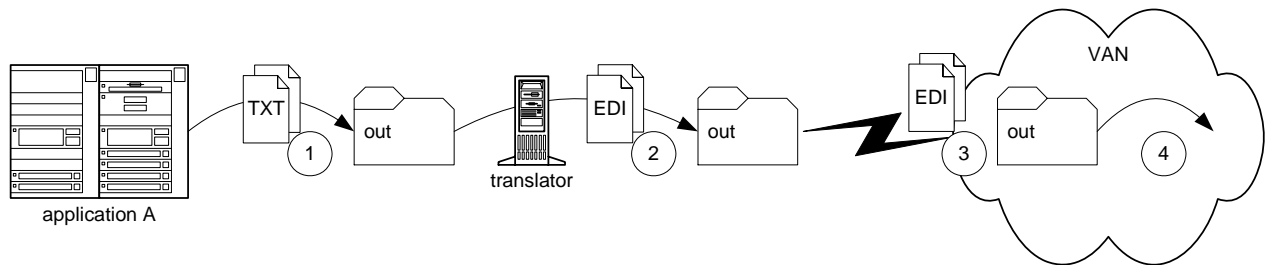 VAN
TXT
EDI
EDI
out
out
out
1
2
3
4
translator
application A